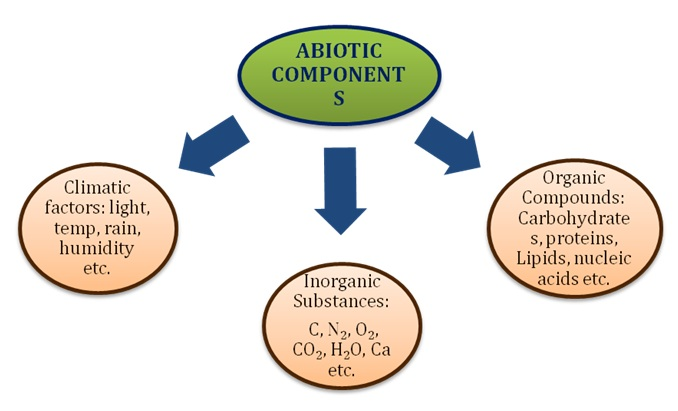 ABIOTIC
COMPONENT
S
Climatic
factors: light,
temp, rain,
humidity
etc.
Inorganic
Substances:
C, N₂, O₂,
CO₂, H₂O, Ca
etc.
Organic
Compounds:
Carbohydrate
s, proteins,
Lipids, nucleic
acids etc.